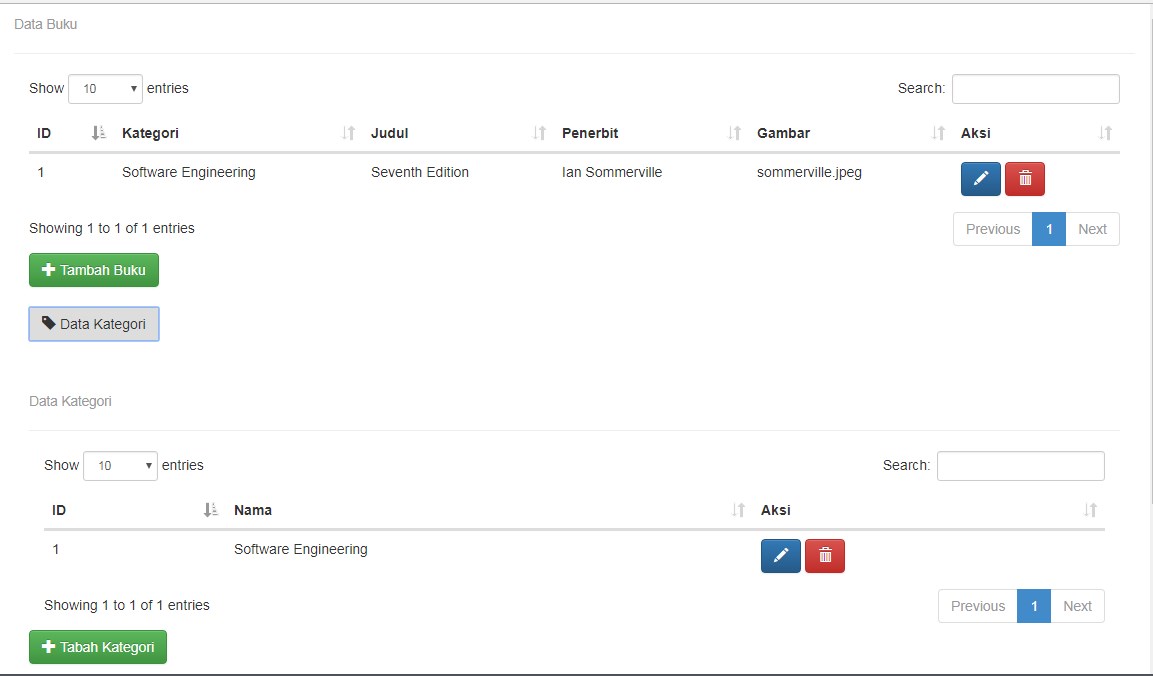 Data Buku
Show 10 entries Search:
ID Kategori Judul Penerbit Gambar Aksi
1 Software Engineering Seventh Edition Ian Sommerville sommerville.jpeg
Showing 1 to 1 of 1 entries Previous 1 Next
Tambah Buku
Data Kategori
Data Kategori
Show 10 entries Search:
ID Nama Aksi
1 Software Engineering
Showing 1 to 1 of 1 entries Previous 1 Next
Tabah Kategori